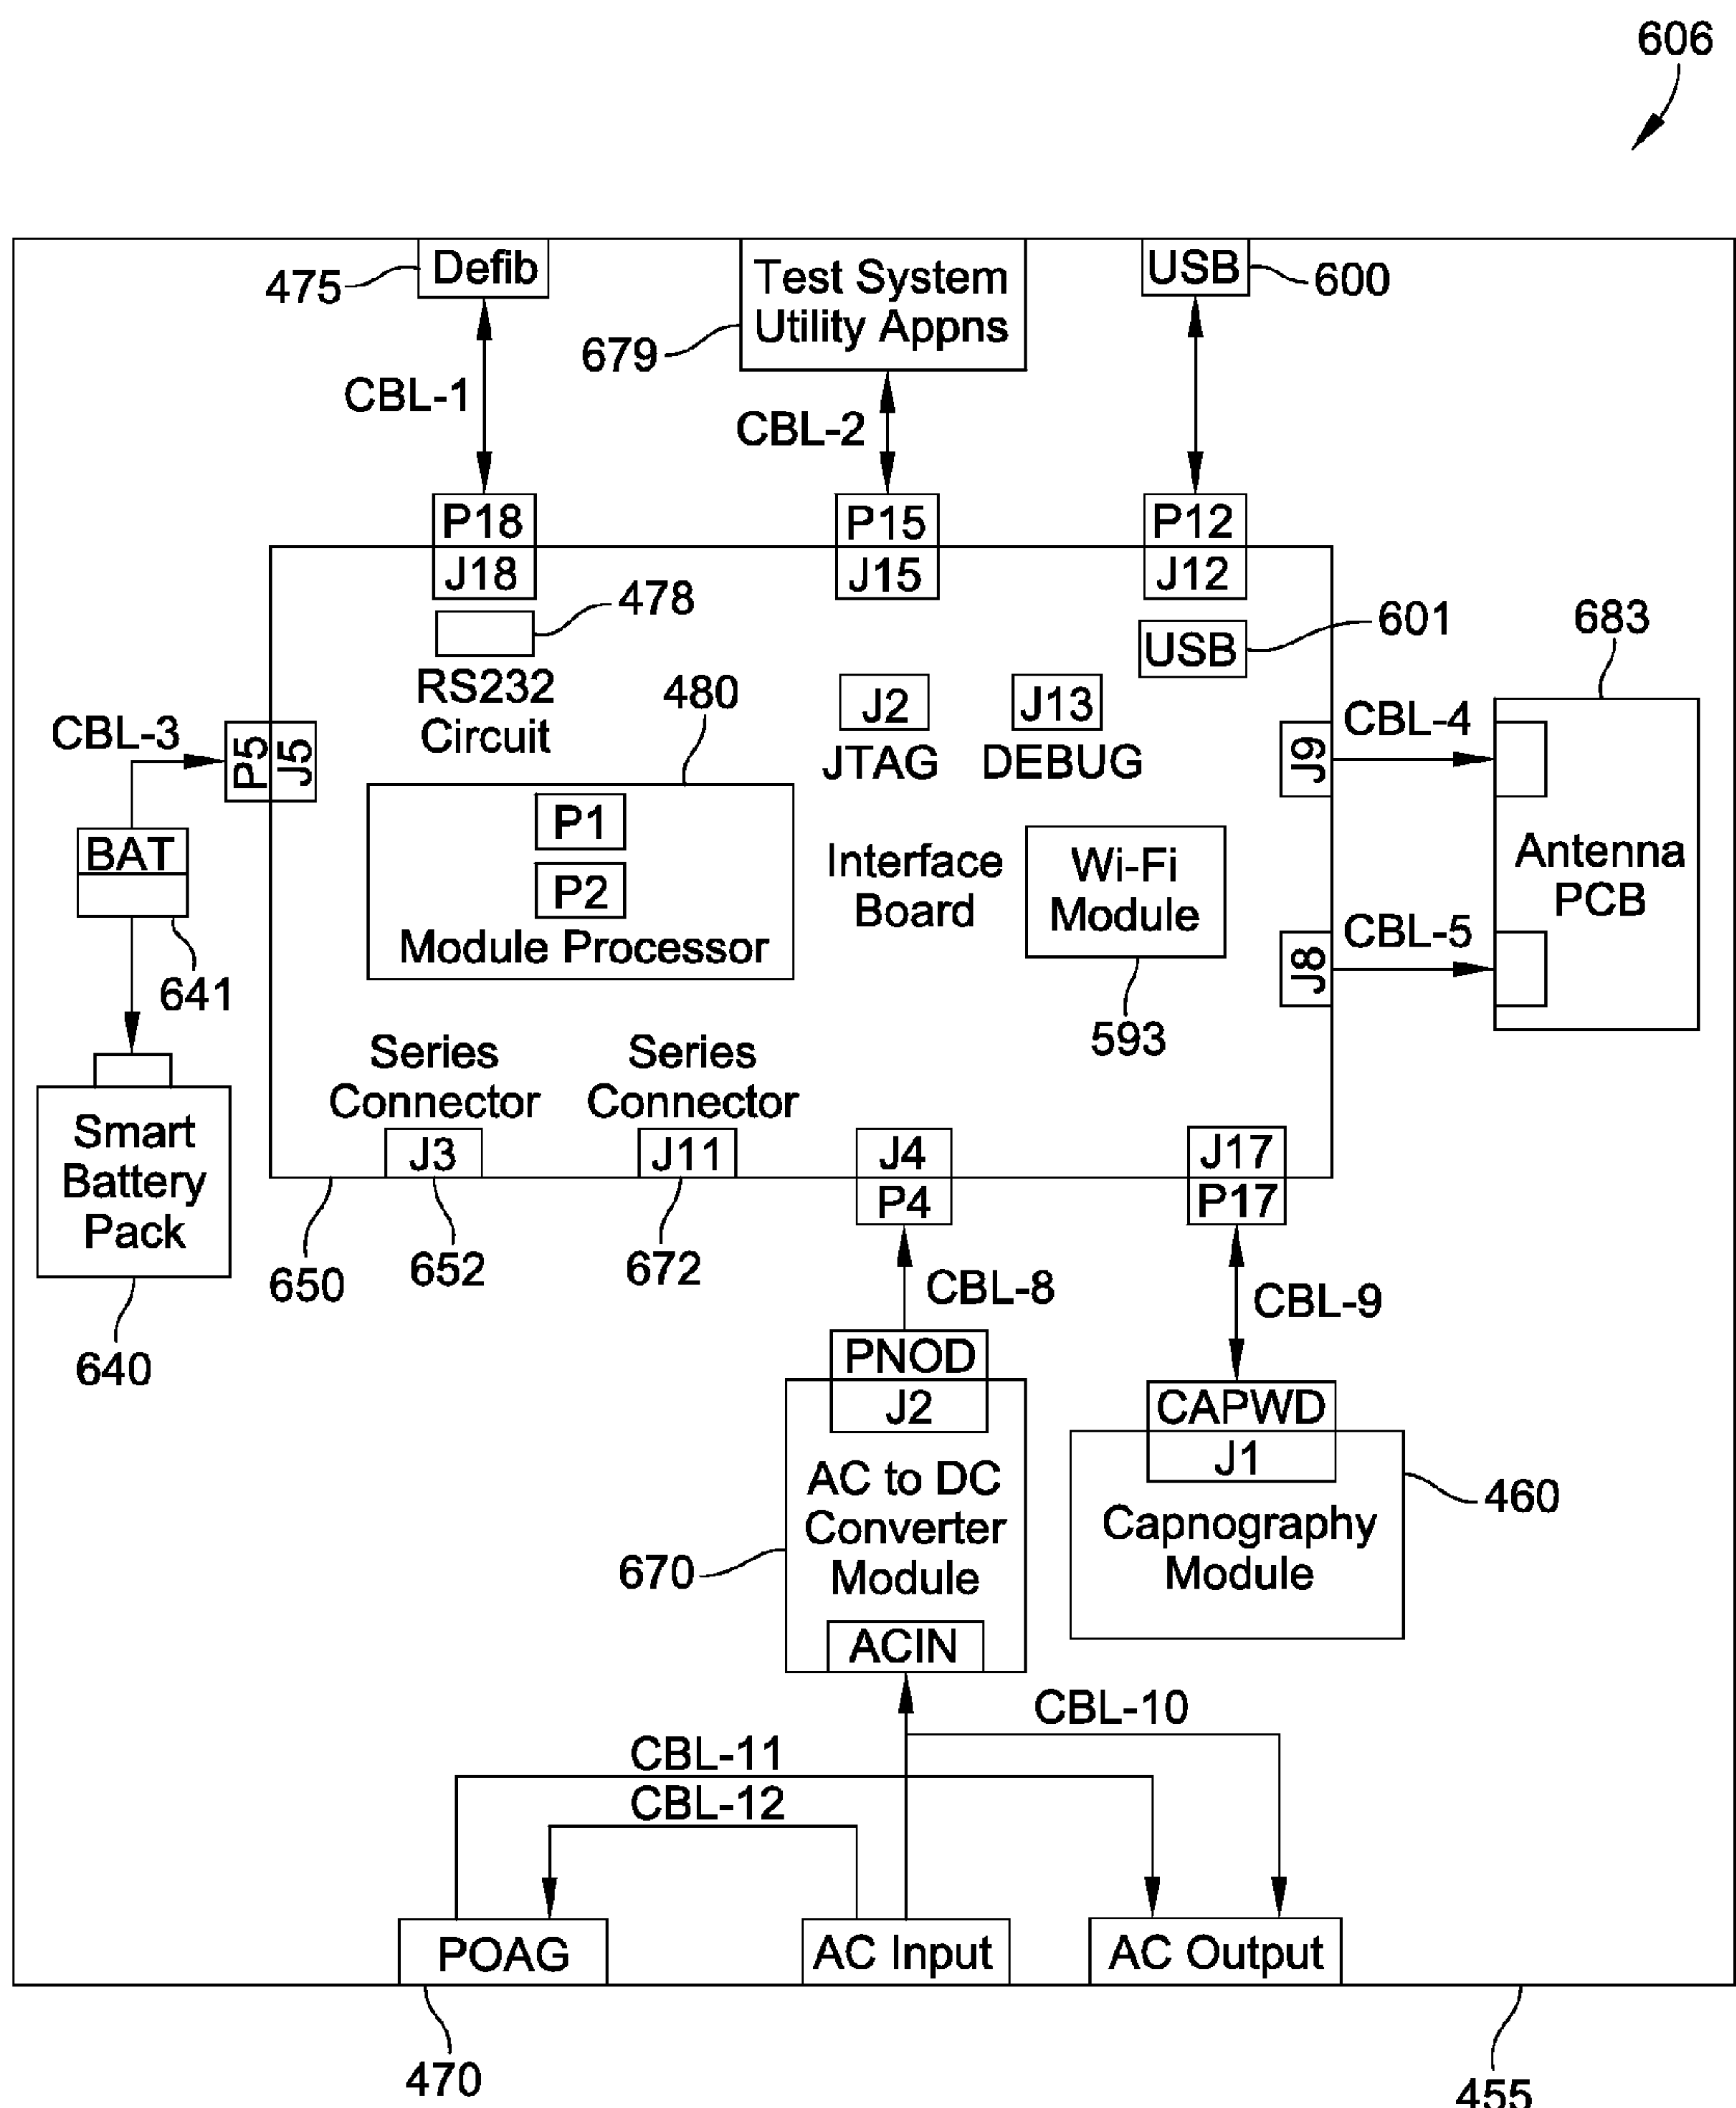 606
Defib
475
Test System
Utility Appns
679
USB
600
CBL-1
CBL-2
P18
J18
P15
J15
P12
J12
478
RS232
Circuit
480
J2
JTAG
J13
DEBUG
USB
601
683
CBL-3
P5
J5
J9
CBL-4
BAT
641
P1
P2
Module Processor
Interface
Board
Wi-Fi
Module
593
Antenna
PCB
J8
CBL-5
Smart
Battery
Pack
640
Series
Connector
J3
Series
Connector
J11
J4
P4
J17
P17
650
652
672
CBL-8
CBL-9
PNOD
J2
AC to DC
Converter
Module
670
ACIN
CAPWD
J1
Capnography
Module
460
CBL-10
CBL-11
CBL-12
POAG
AC Input
AC Output
470
455